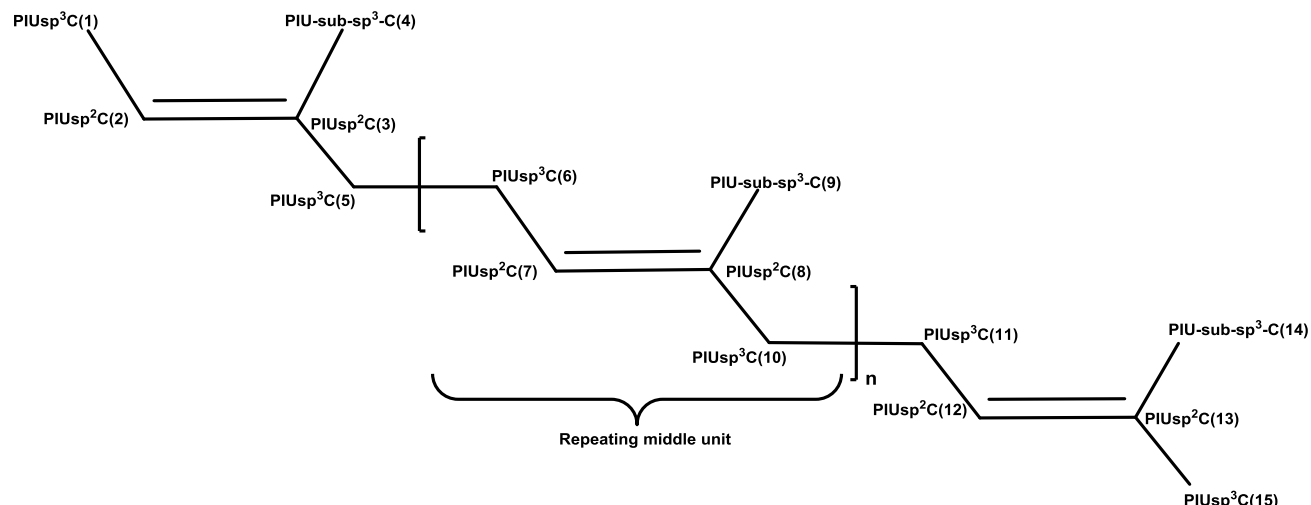 PIUsp³C(1)
PIU-sub-sp³-C(4)
PIUsp²C(2)
PIUsp²C(3)
PIUsp³C(5)
PIUsp³C(6)
PIU-sub-sp³-C(9)
PIUsp²C(7)
PIUsp²C(8)
PIUsp³C(10)
n
PIUsp³C(11)
PIU-sub-sp³-C(14)
PIUsp²C(12)
PIUsp²C(13)
Repeating middle unit
PIUsp³C(15)